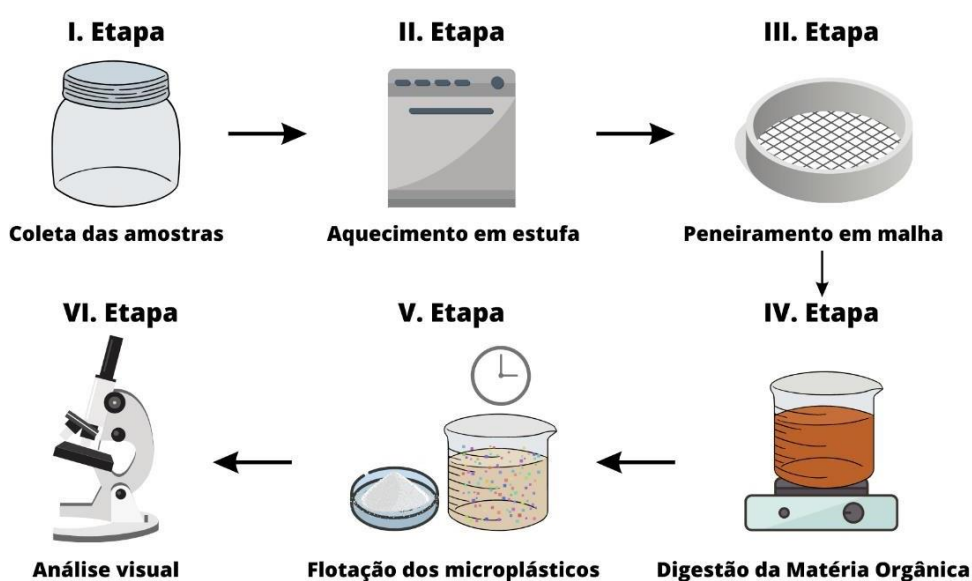 I. Etapa
Coleta das amostras
II. Etapa
Aquecimento em estufa
III. Etapa
Peneiramento em malha
IV. Etapa
Digestão da Matéria Orgânica
V. Etapa
Flotação dos microplásticos
VI. Etapa
Análise visual